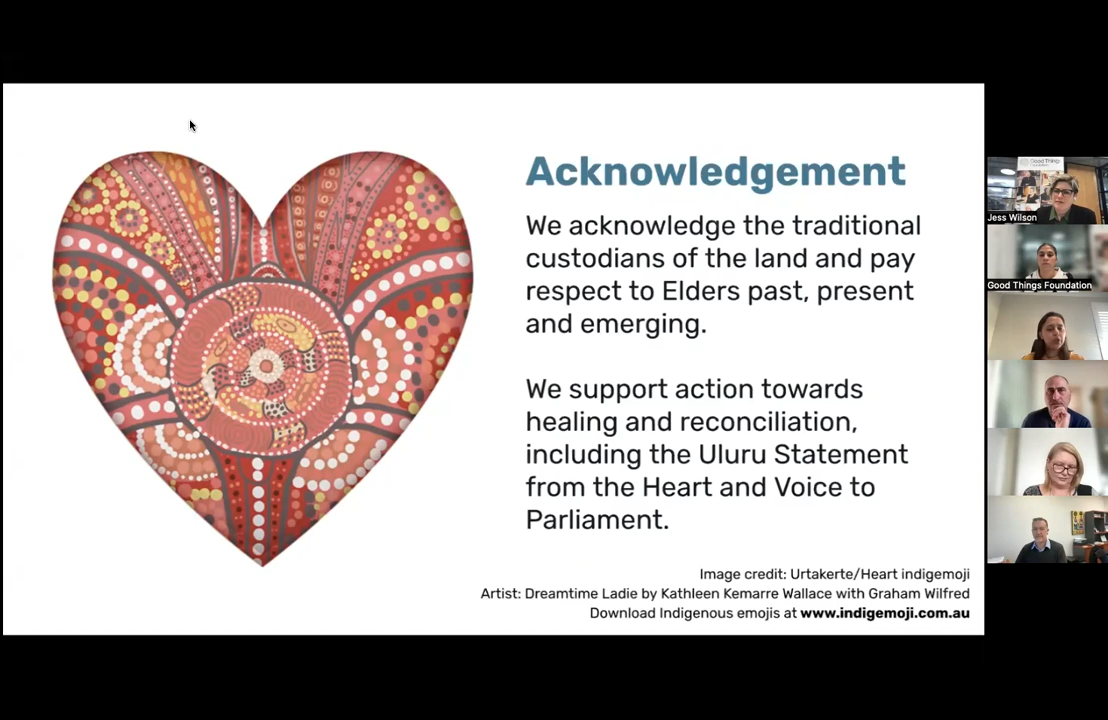 Acknowledgement
We acknowledge the traditional
custodians of the land and pay
respect to Elders past, present
and emerging.
We support action towards
healing and reconciliation,
including the Uluru Statement
from the Heart and Voice to
Parliament.
Image credit: Urtakerte/Heart indigemoji
Artist: Dreamtime Ladie by Kathleen Kemarre Wallace with Graham Wilfred
Download Indigenous emojis at www.indigemoji.com.au
Good Thing
Jess Wilson
Good Things Foundation